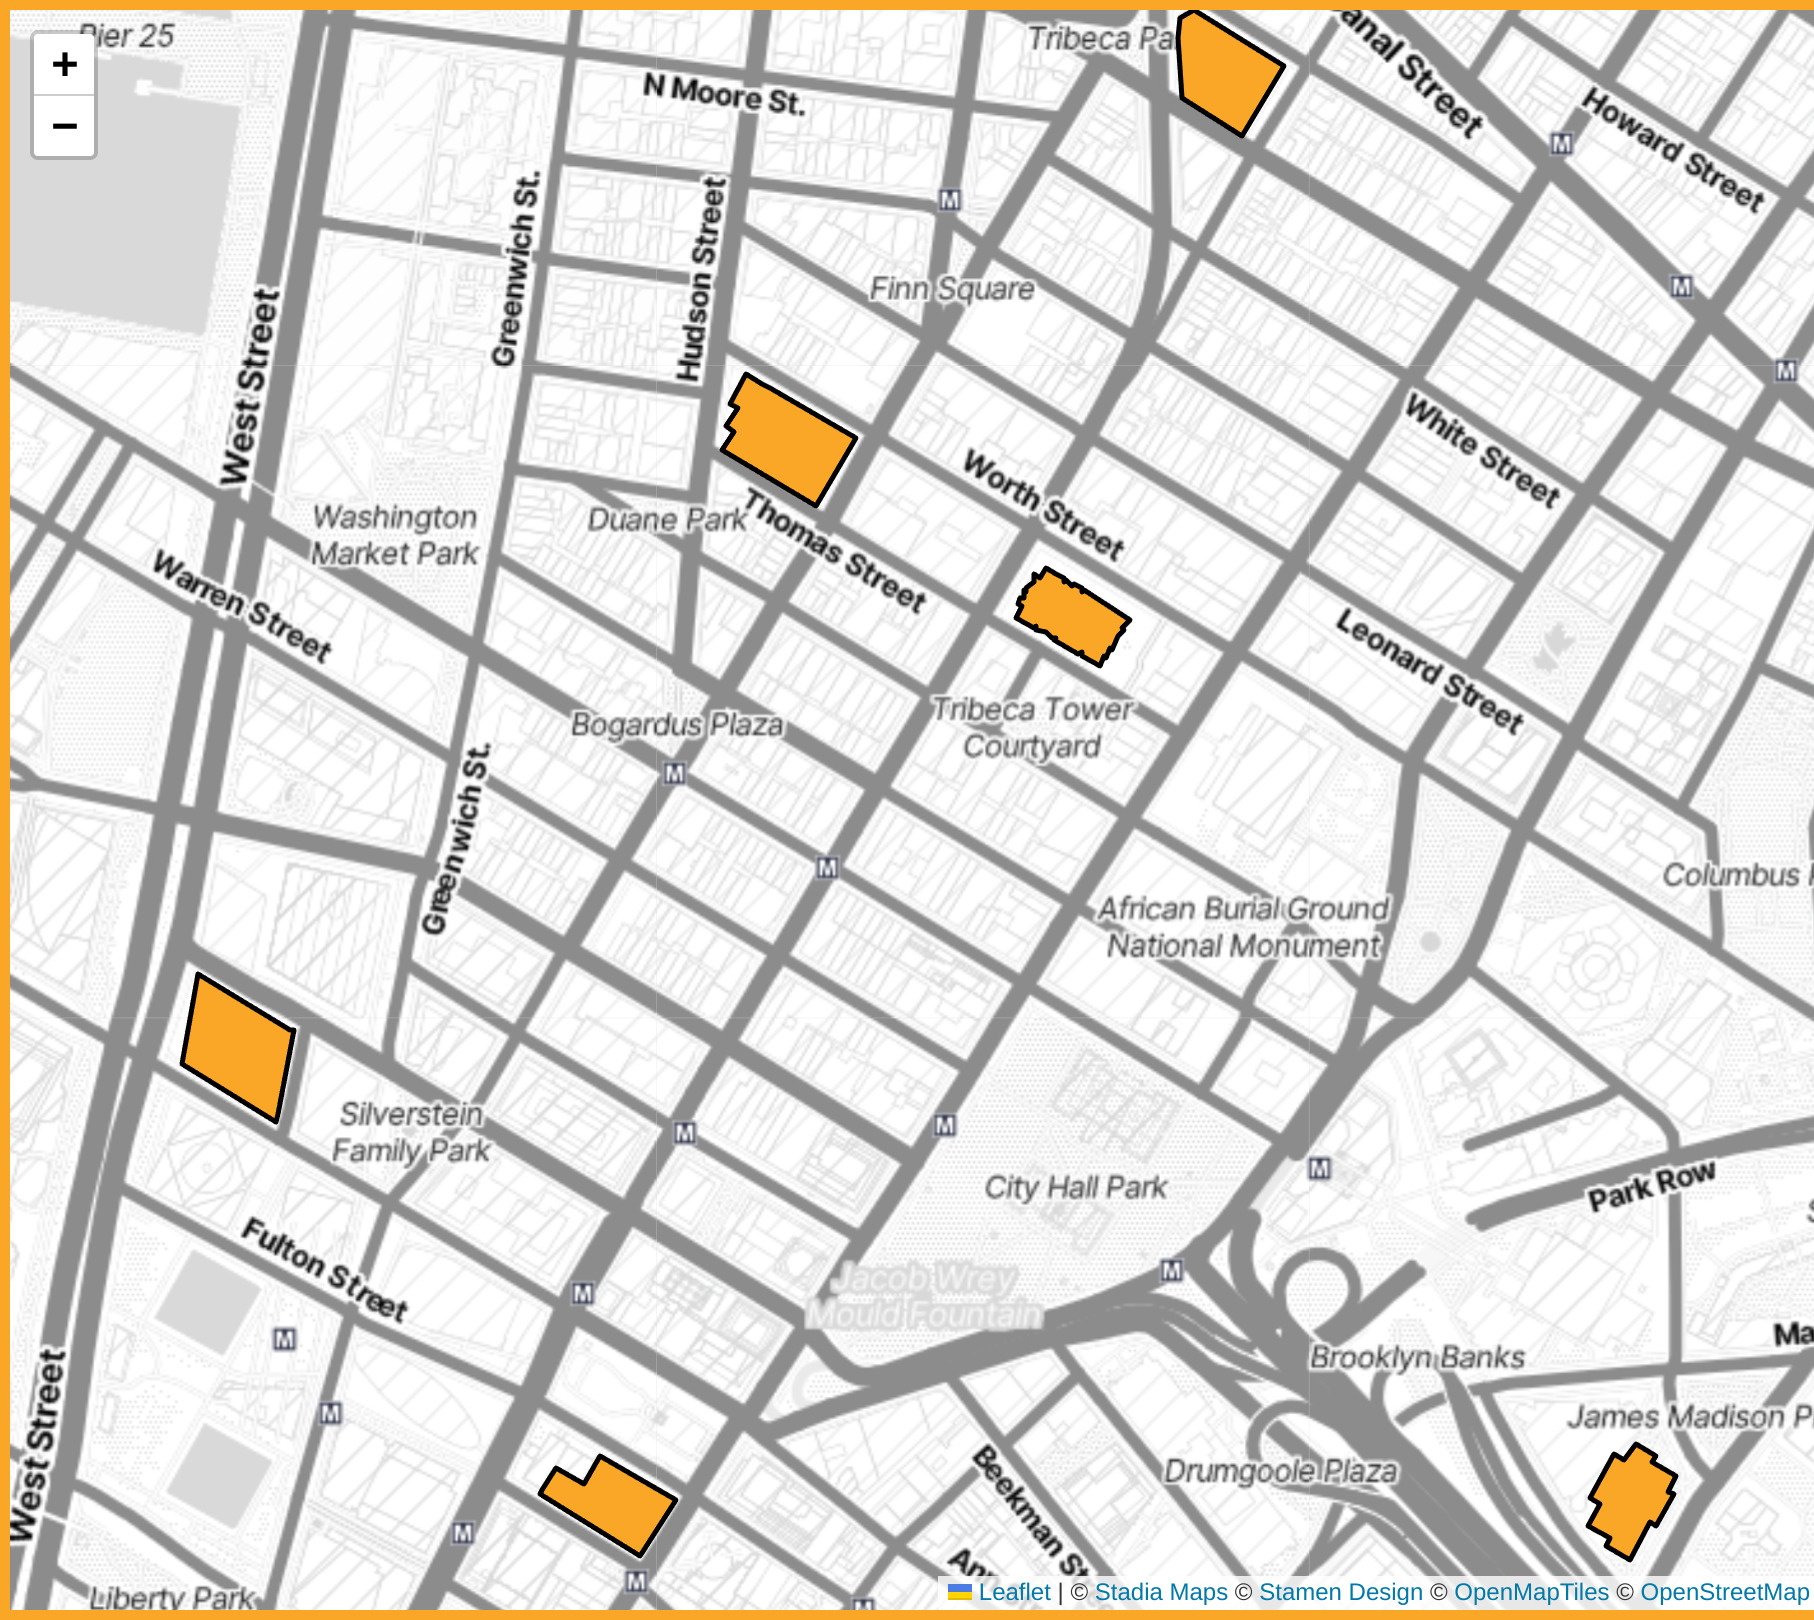 Pier 25
+
−
Tribeca Pa
anal Street
Howard Street
N Moore St.
M
M
Greenwich St.
Hudson Street
Finn Square
M
West Street
M
White Street
Worth Street
Washington
Market Park
Duane Park
Thomas Street
Warren Street
Leonard Street
Tribeca Tower
Courtyard
Bogardus Plaza
M
Greenwich St.
M
Columbus
African Burial Ground
National Monument
Silverstein
Family Park
M
M
M
City Hall Park
Park Row
Fulton Street
M
M
M
Jacob Wrey
Mould Fountain
Ma
Brooklyn Banks
M
James Madison P
West Street
Beekman St
Drumgoole Plaza
M
M
M
Ann
Liberty Park
Leaflet | © Stadia Maps © Stamen Design © OpenMapTiles © OpenStreetMap